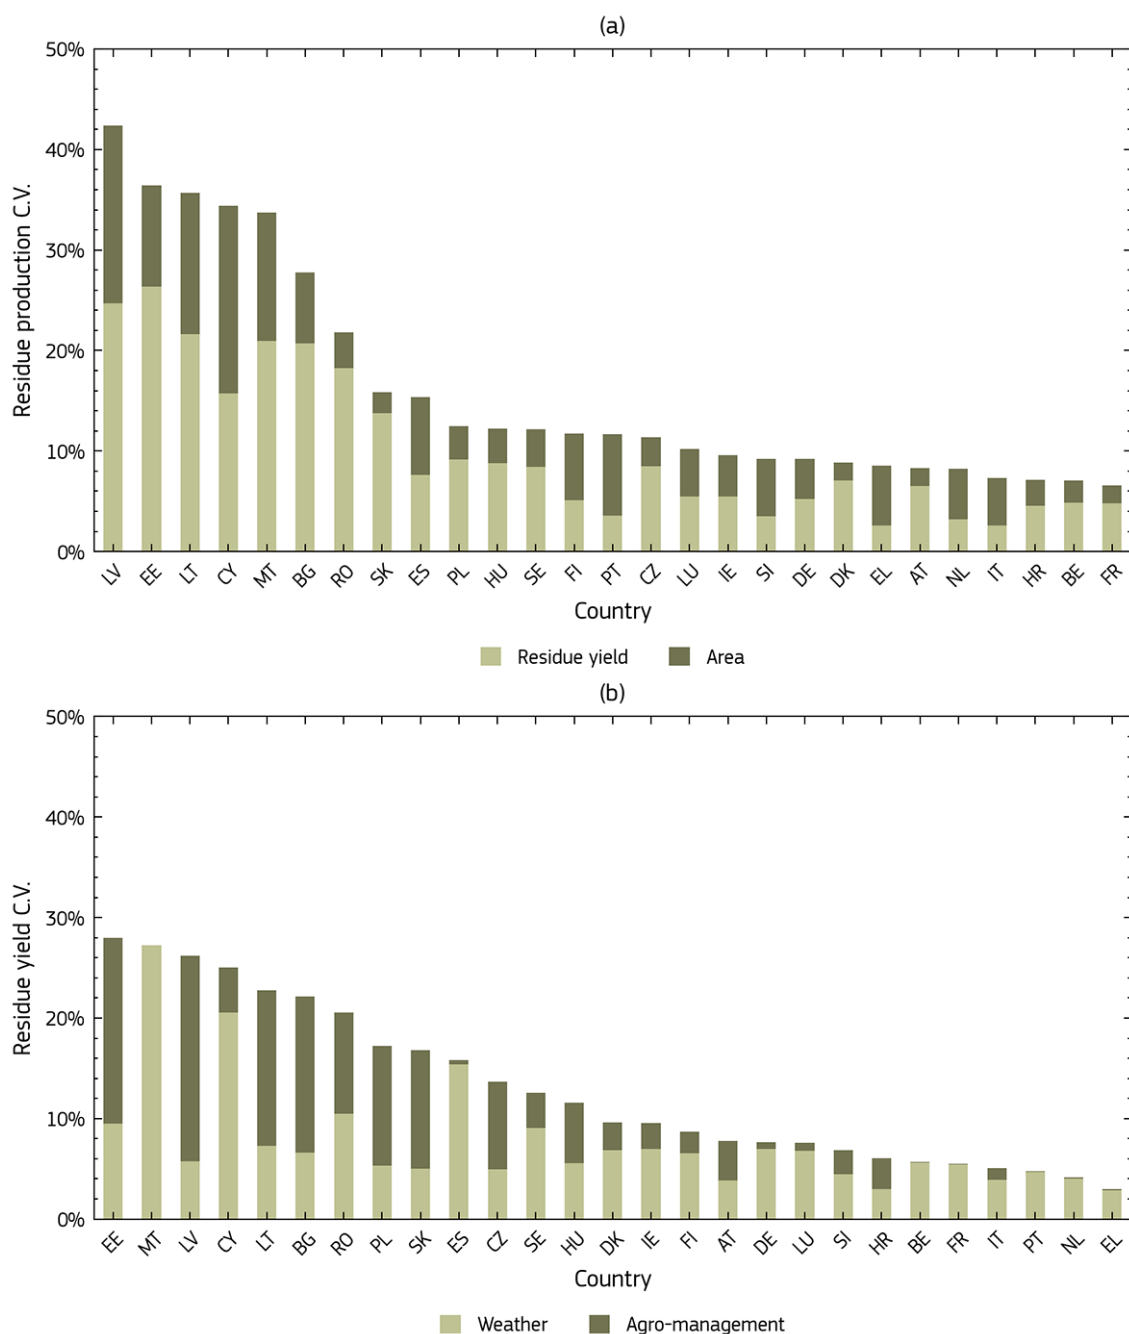 (a)
50%
40%
30%
20%
10%
0%
Residue production C.V.
LV EE LT CY MT BG RO SK ES PL HU SE FI PT CZ LU IE SI DE DK EL AT NL IT HR BE FR
Country
Residue yield Area
(b)
50%
40%
30%
20%
10%
0%
Residue yield C.V.
EE MT LV CY LT BG RO PL SK ES CZ SE HU DK IE FI AT DE LU SI HR BE FR IT PT NL EL
Country
Weather Agro-management